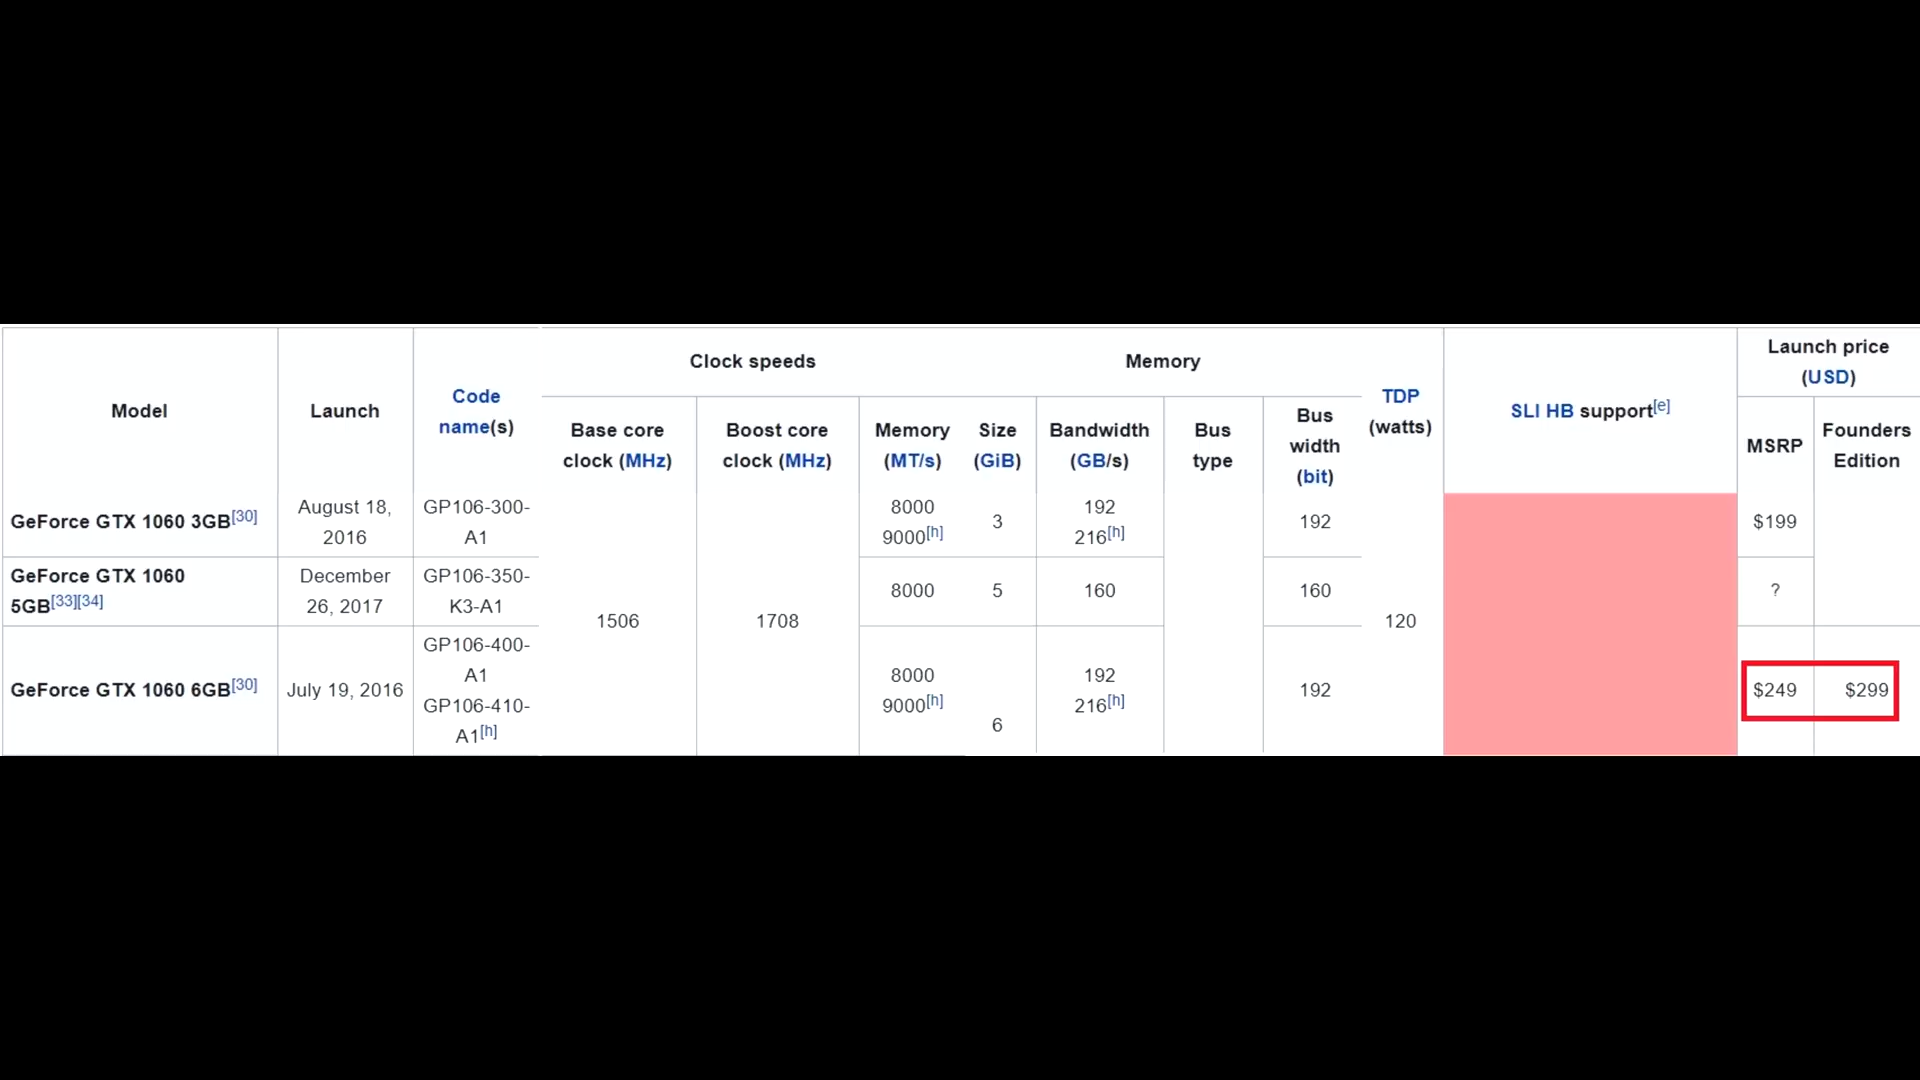 Model
Launch
Code
name(s)
Clock speeds
Memory
TDP
(watts)
SLI HB support[e]
Launch price
(USD)
Base core
clock (MHz)
Boost core
clock (MHz)
Memory
(MT/s)
Size
(GiB)
Bandwidth
(GB/s)
Bus
type
Bus
width
(bit)
MSRP
Founders
Edition
GeForce GTX 1060 3GB[30]
August 18,
2016
GP106-300-
A1
1506
1708
8000
9000[h]
3
192
216[h]
192
120
$199
GeForce GTX 1060
5GB[33][34]
December
26, 2017
GP106-350-
K3-A1
8000
5
160
160
?
GeForce GTX 1060 6GB[30]
July 19, 2016
GP106-400-
A1
GP106-410-
A1[h]
8000
9000[h]
6
192
216[h]
192
$249
$299